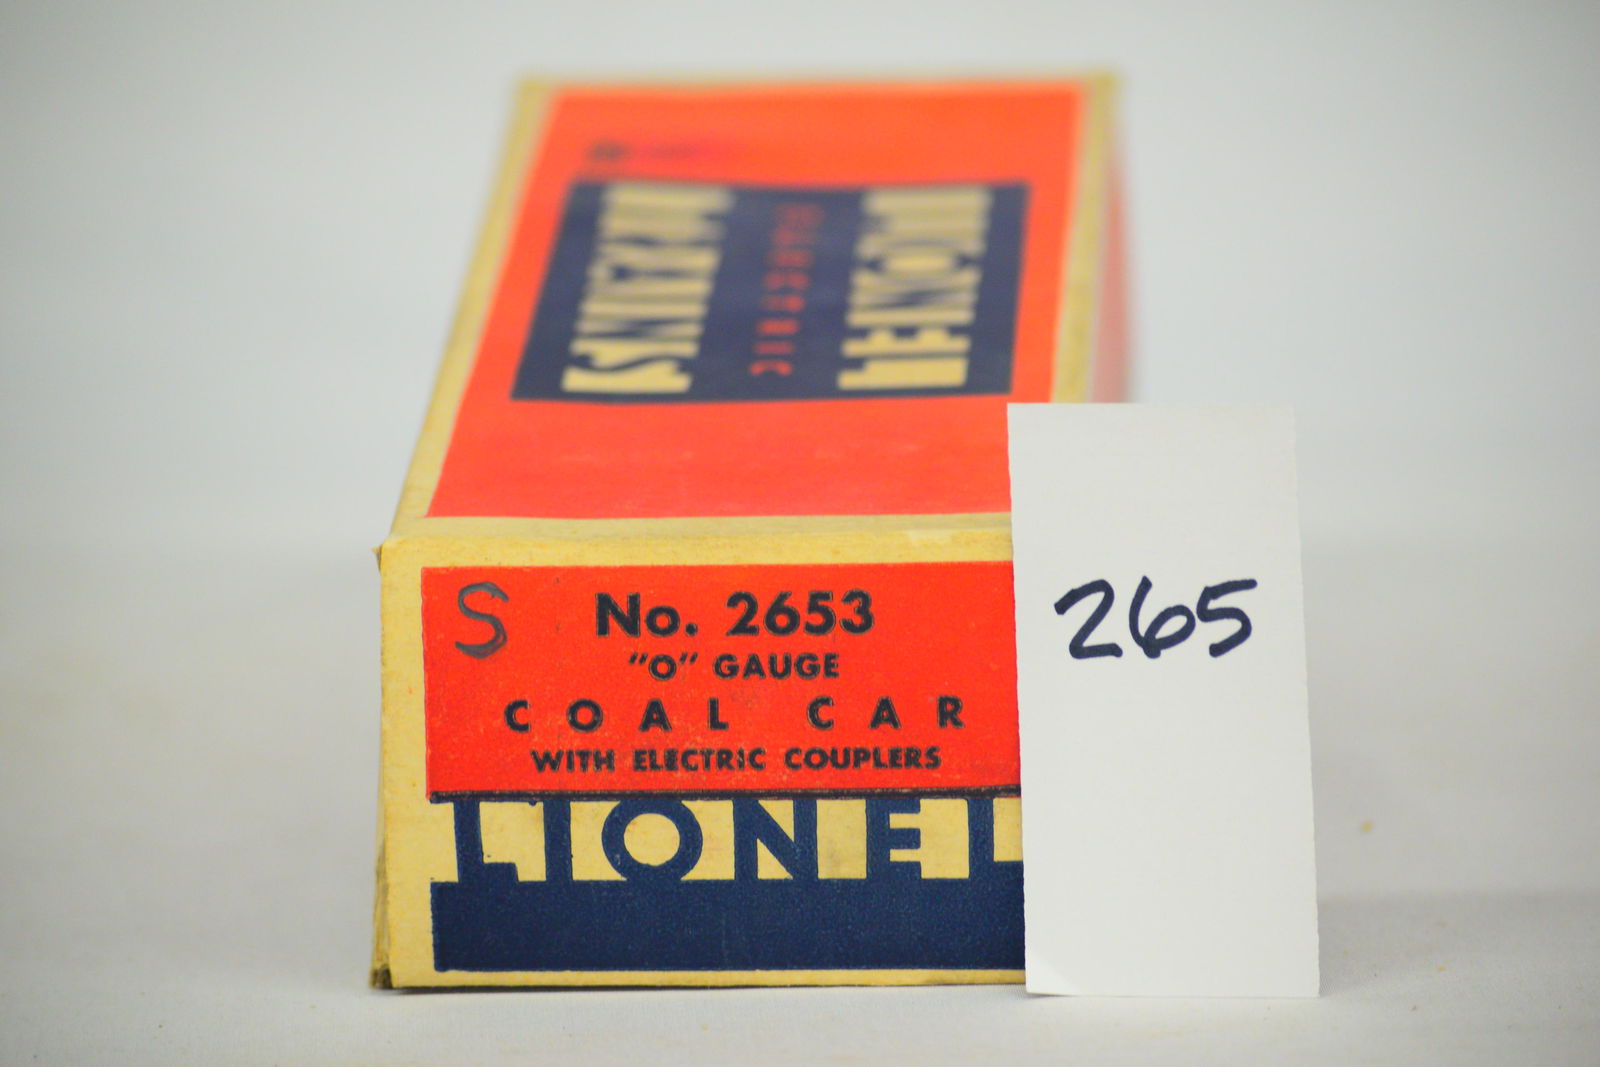 LIONEL
ELECTRIC
TRAINS
S
No. 2653
"O" GAUGE
COAL CAR
WITH ELECTRIC COUPLERS
LIONEL
265